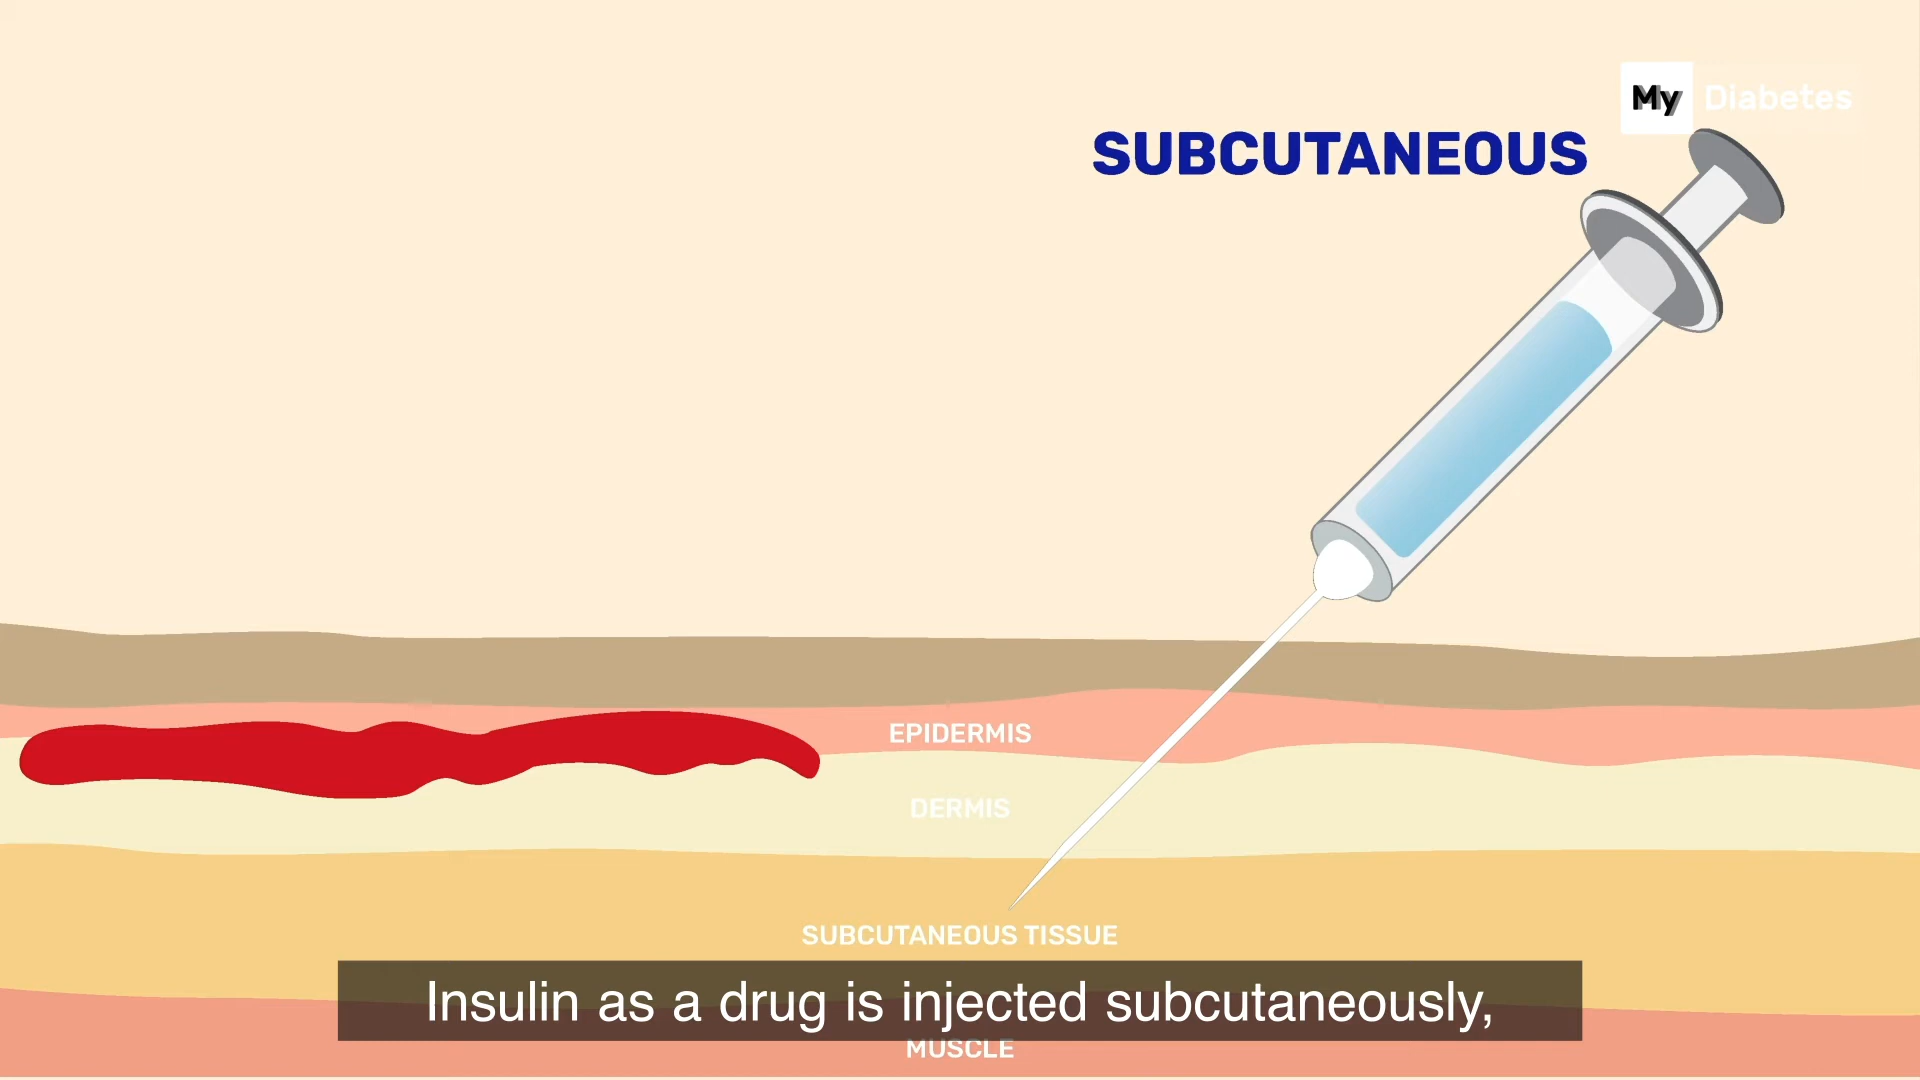 My Diabetes
SUBCUTANEOUS
EPIDERMIS
DERMIS
SUBCUTANEOUS TISSUE
Insulin as a drug is injected subcutaneously,
MUSCLE